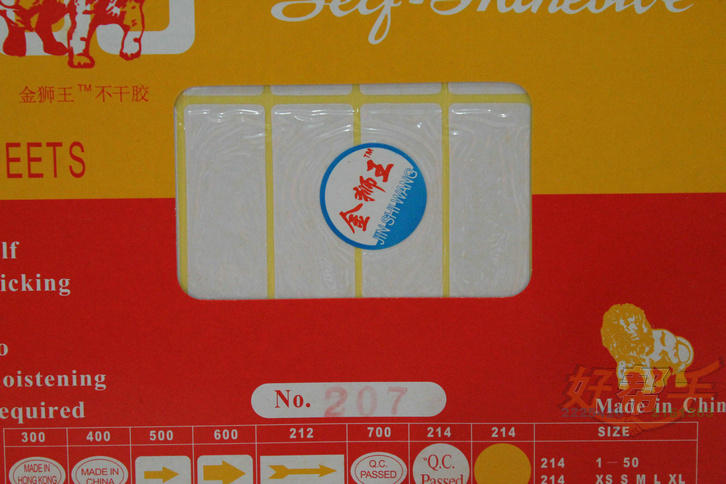 Self-Adhesive
金狮王™不干胶
EETS
金狮王™
JIN SHI WANG
lf
icking
o
oistening
equired
No. 207
好帮手
Made in Chin
300 400 500 600 212 700 214 214 SIZE
MADE IN HONG KONG
MADE IN CHINA
Q.C. PASSED
"Q.C. Passed
214 1—50
214 XS S M L XL